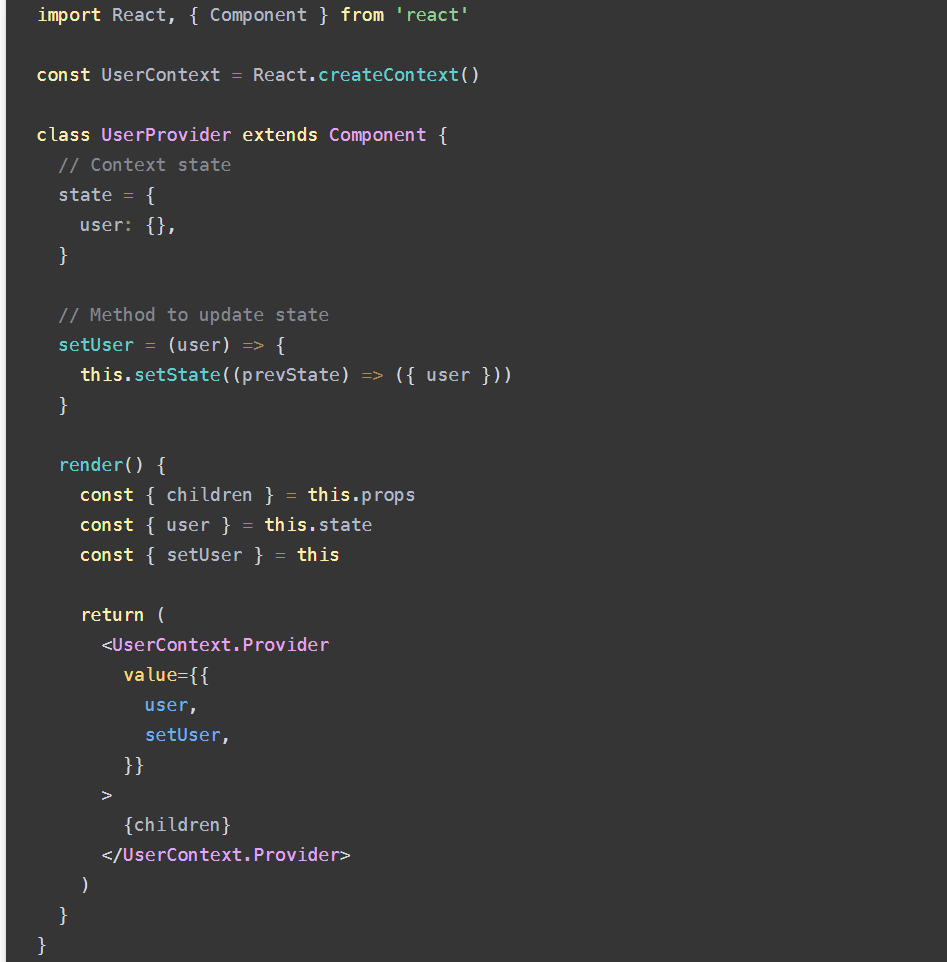 import React, { Component } from 'react'
const UserContext = React.createContext()
class UserProvider extends Component {
  // Context state
  state = {
    user: {},
  }
  // Method to update state
  setUser = (user) => {
    this.setState((prevState) => ({ user }))
  }
  render() {
    const { children } = this.props
    const { user } = this.state
    const { setUser } = this
    return (
      <UserContext.Provider
        value={{
          user,
          setUser,
        }}
      >
        {children}
      </UserContext.Provider>
    )
  }
}